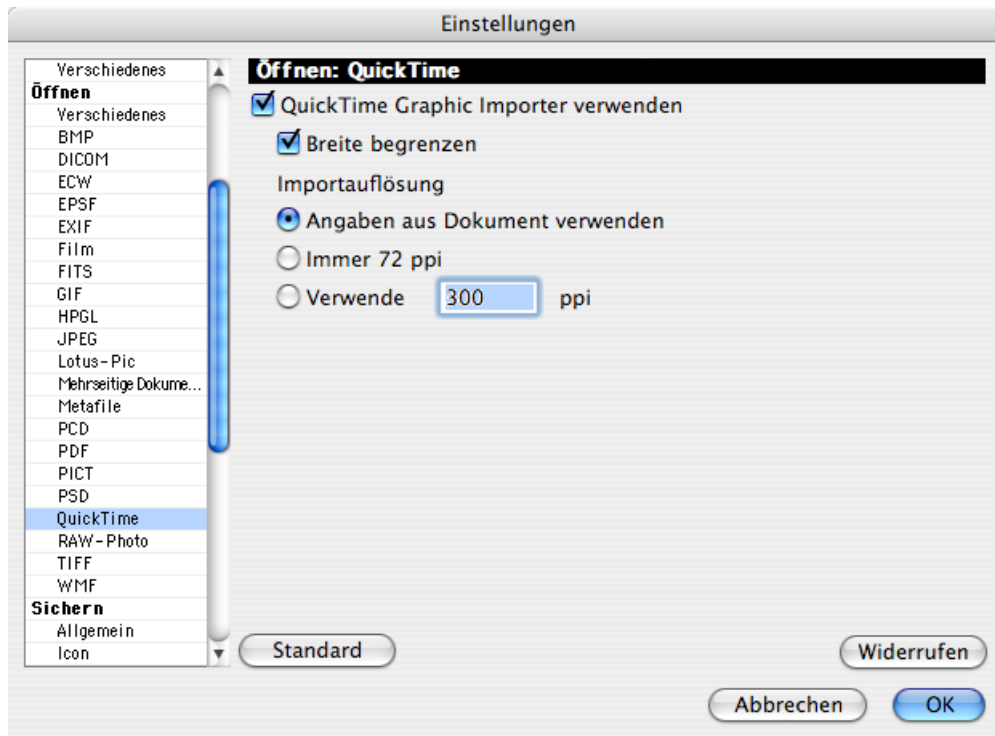 Einstellungen
Verschiedenes
Öffnen
Verschiedenes
BMP
DICOM
ECW
EPSF
EXIF
Film
FITS
GIF
HPGL
JPEG
Lotus-Pic
Mehrseitige Dokume...
Metafile
PCD
PDF
PICT
PSD
QuickTime
RAW-Photo
TIFF
WMF
Sichern
Allgemein
Icon
Öffnen: QuickTime
QuickTime Graphic Importer verwenden
Breite begrenzen
Importauflösung
Angaben aus Dokument verwenden
Immer 72 ppi
Verwende 300 ppi
Standard
Widerrufen
Abbrechen
OK